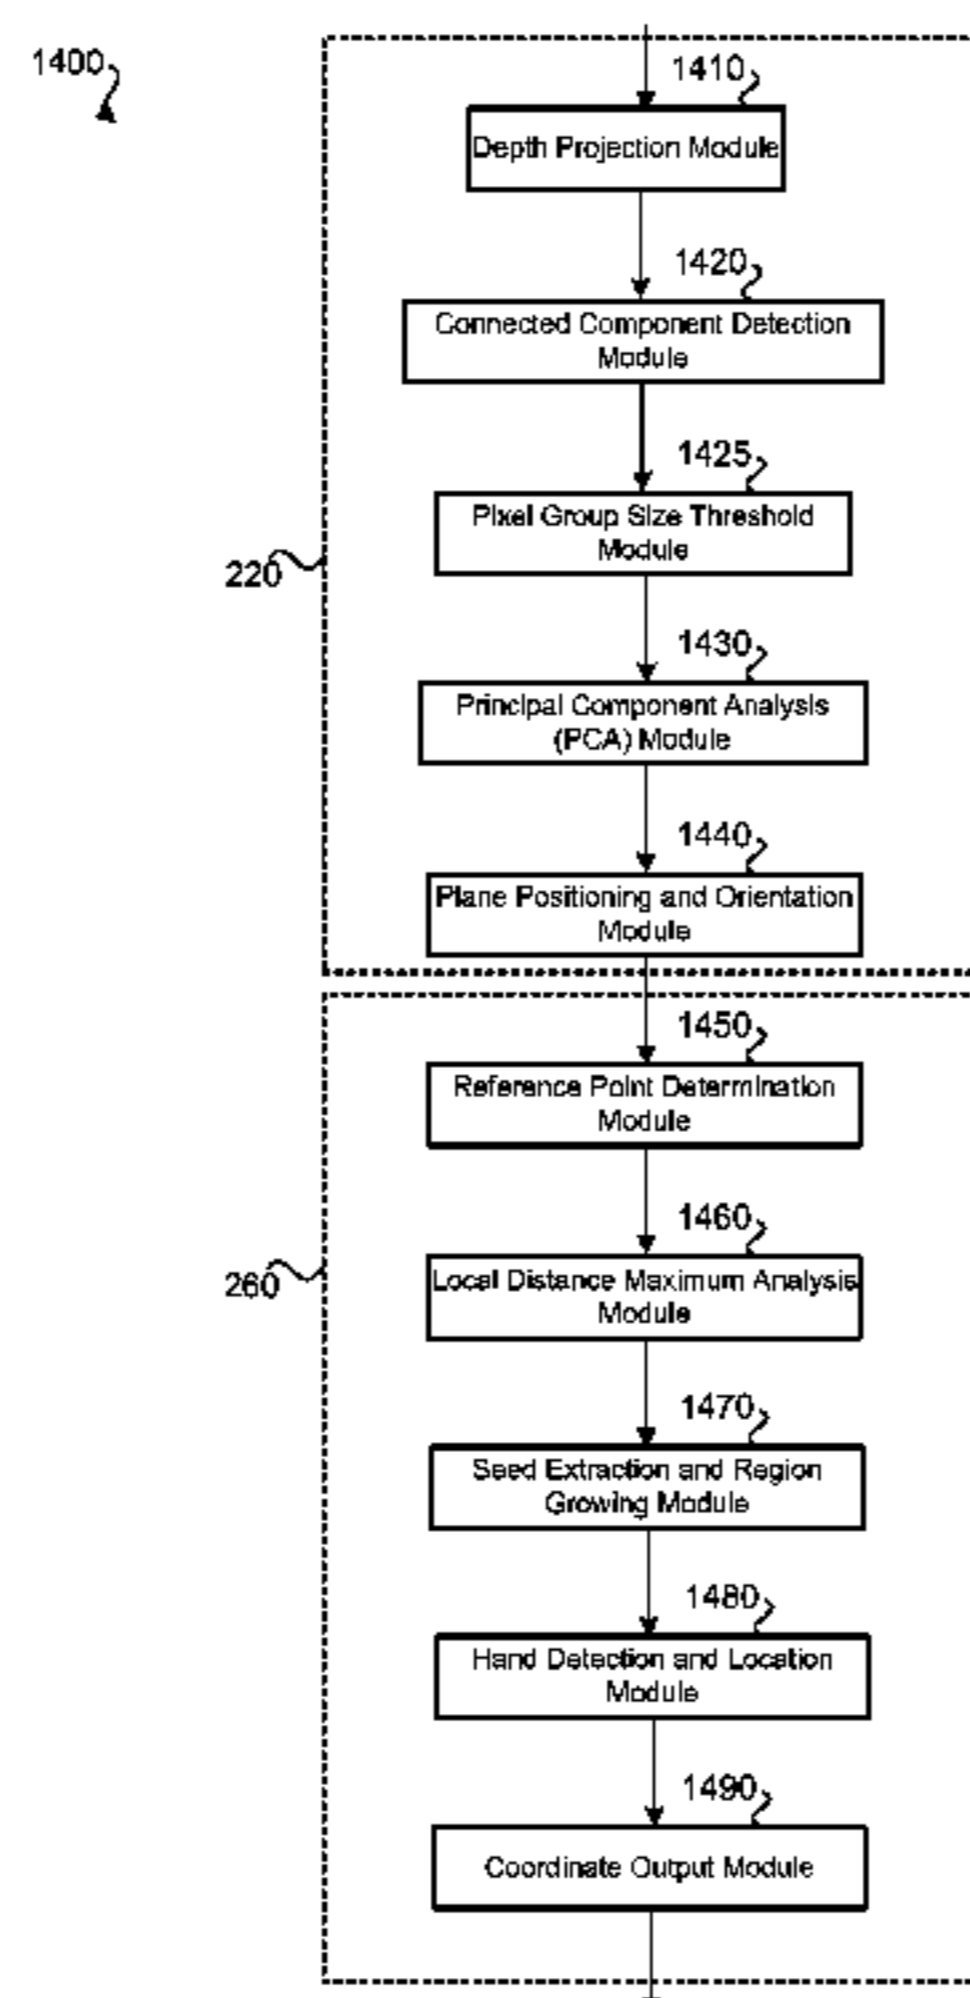 1400
1410
Depth Projection Module
1420
Connected Component Detection
Module
1425
Pixel Group Size Threshold
Module
220
1430
Principal Component Analysis
(PCA) Module
1440
Plane Positioning and Orientation
Module
1450
Reference Point Determination
Module
1460
260
Local Distance Maximum Analysis
Module
1470
Seed Extraction and Region
Growing Module
1480
Hand Detection and Location
Module
1490
Coordinate Output Module